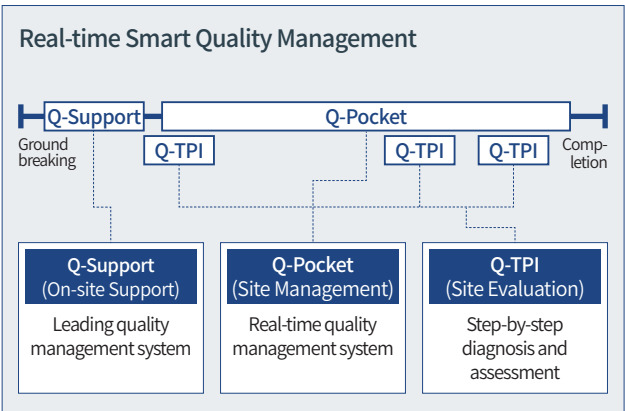 Real-time Smart Quality Management
Q-Support
Q-Pocket
Ground
breaking
Q-TPI
Q-TPI
Q-TPI
Comp-
letion
Q-Support
(On-site Support)
Leading quality
management system
Q-Pocket
(Site Management)
Real-time quality
management system
Q-TPI
(Site Evaluation)
Step-by-step
diagnosis and
assessment